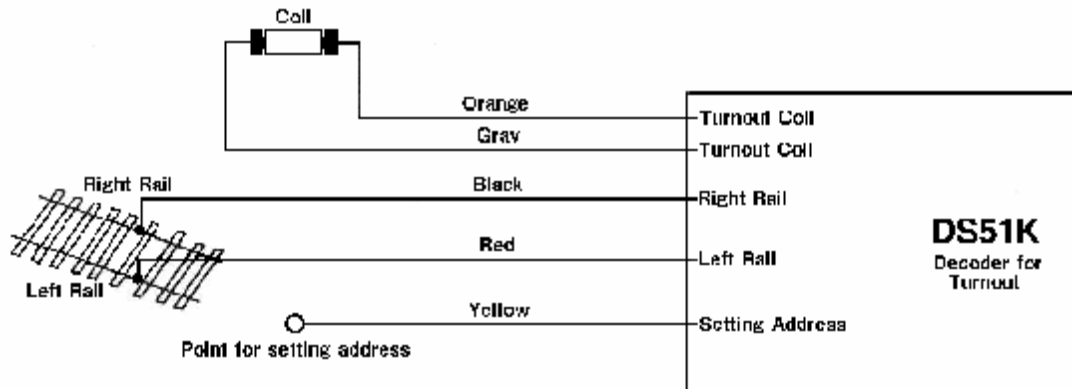 Coil
Orange
Turnout Coil
Gray
Turnout Coil
Right Rail
Black
Right Rail
DS51K
Decoder for
Turnout
Red
Left Rail
Left Rail
Yellow
Setting Address
Point for setting address